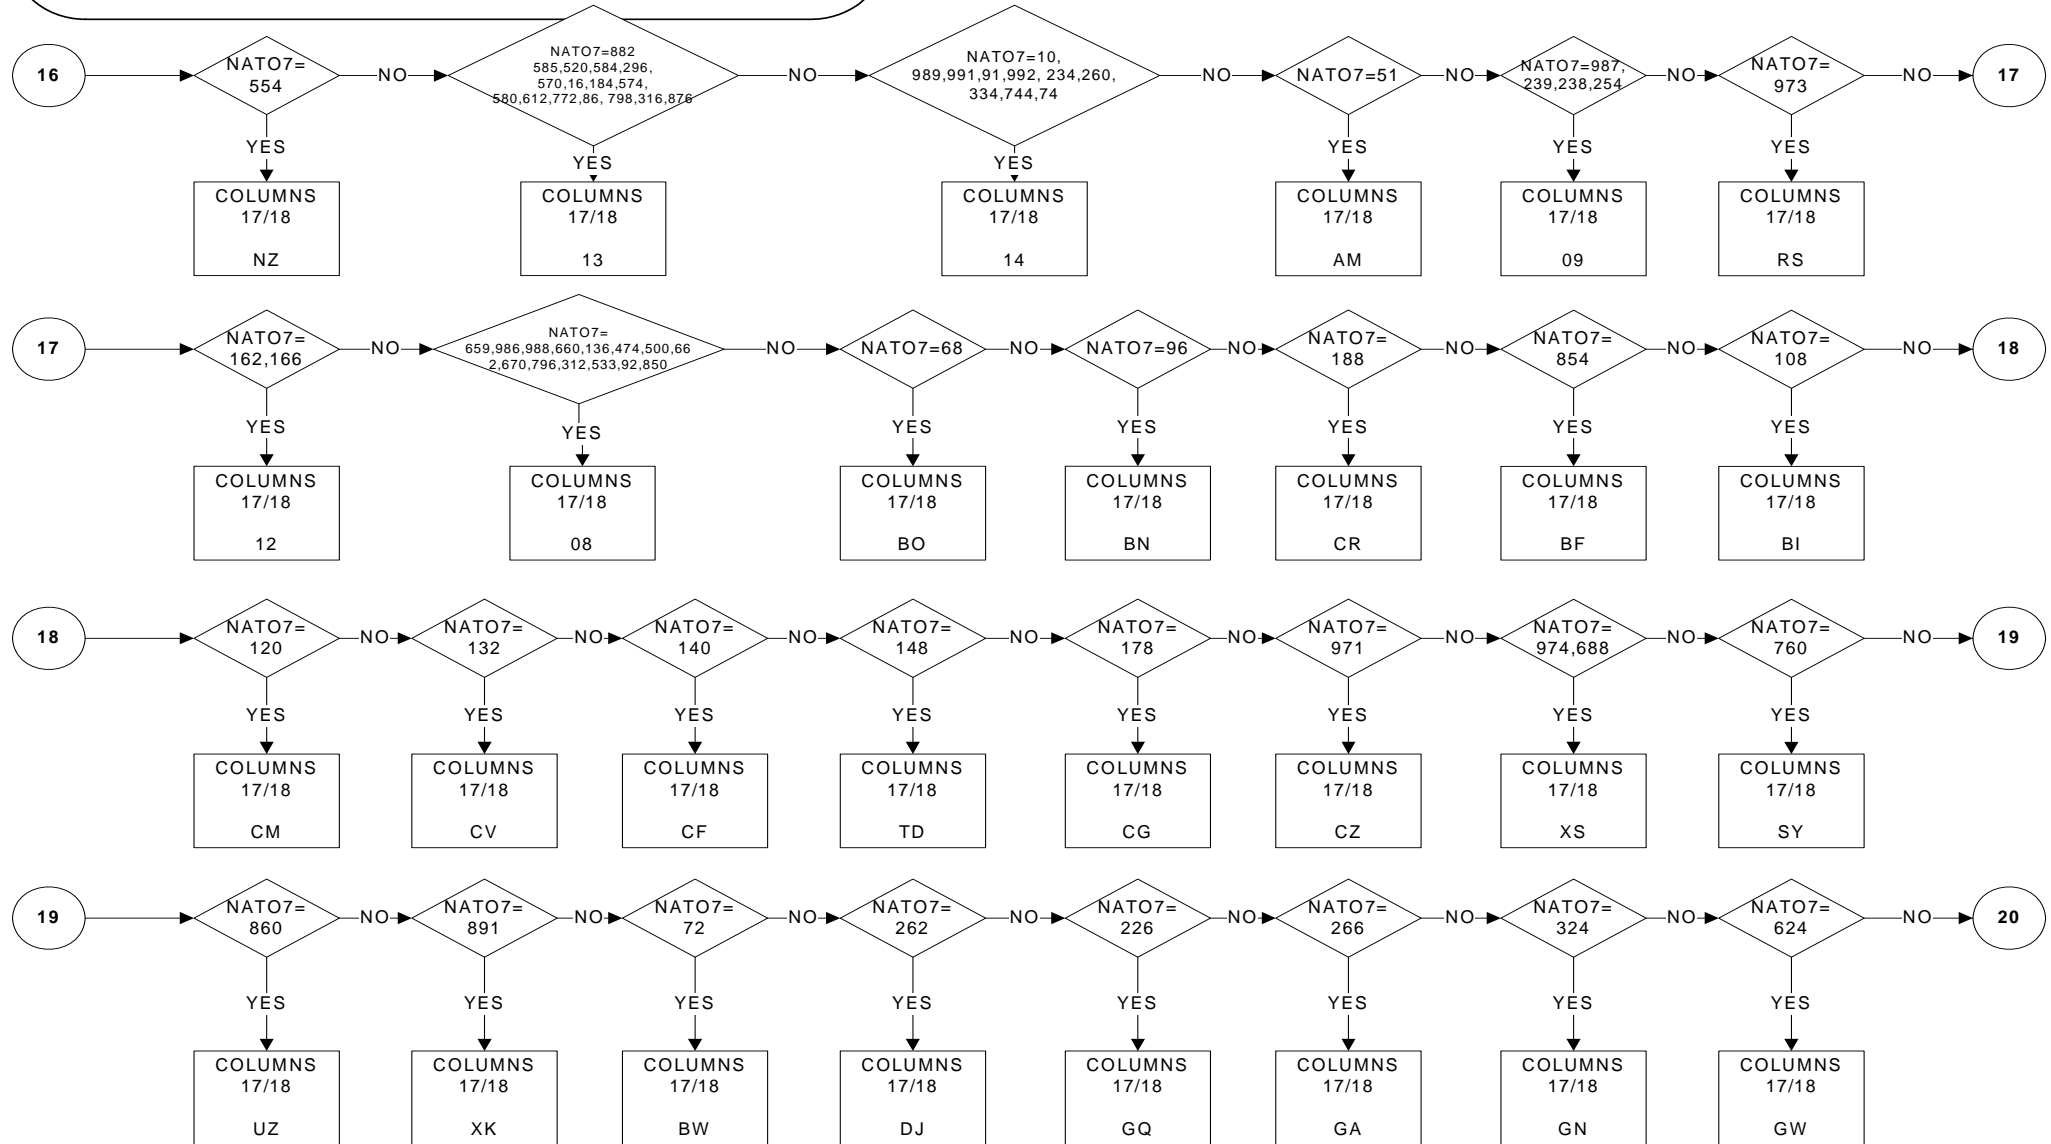 16
NATO7=
554
NO
NATO7=882
585,520,584,296,
570,16,184,574,
580,612,772,86, 798,316,876
NO
NATO7=10,
989,991,91,992, 234,260,
334,744,74
NO
NATO7=51
NO
NATO7=987,
239,238,254
NO
NATO7=
973
NO
17
YES
YES
YES
YES
YES
YES
COLUMNS
17/18
NZ
COLUMNS
17/18
13
COLUMNS
17/18
14
COLUMNS
17/18
AM
COLUMNS
17/18
09
COLUMNS
17/18
RS
17
NATO7=
162,166
NO
NATO7=
659,986,988,660,136,474,500,66
2,670,796,312,533,92,850
NO
NATO7=68
NO
NATO7=96
NO
NATO7=
188
NO
NATO7=
854
NO
NATO7=
108
NO
18
YES
YES
YES
YES
YES
YES
YES
COLUMNS
17/18
12
COLUMNS
17/18
08
COLUMNS
17/18
BO
COLUMNS
17/18
BN
COLUMNS
17/18
CR
COLUMNS
17/18
BF
COLUMNS
17/18
BI
18
NATO7=
120
NO
NATO7=
132
NO
NATO7=
140
NO
NATO7=
148
NO
NATO7=
178
NO
NATO7=
971
NO
NATO7=
974,688
NO
NATO7=
760
NO
19
YES
YES
YES
YES
YES
YES
YES
YES
COLUMNS
17/18
CM
COLUMNS
17/18
CV
COLUMNS
17/18
CF
COLUMNS
17/18
TD
COLUMNS
17/18
CG
COLUMNS
17/18
CZ
COLUMNS
17/18
XS
COLUMNS
17/18
SY
19
NATO7=
860
NO
NATO7=
891
NO
NATO7=
72
NO
NATO7=
262
NO
NATO7=
226
NO
NATO7=
266
NO
NATO7=
324
NO
NATO7=
624
NO
20
YES
YES
YES
YES
YES
YES
YES
YES
COLUMNS
17/18
UZ
COLUMNS
17/18
XK
COLUMNS
17/18
BW
COLUMNS
17/18
DJ
COLUMNS
17/18
GQ
COLUMNS
17/18
GA
COLUMNS
17/18
GN
COLUMNS
17/18
GW